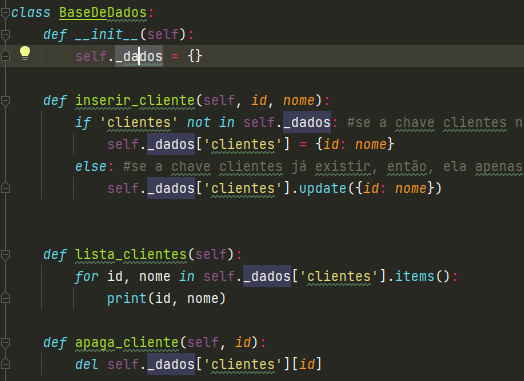 class BaseDeDados:
    def __init__(self):
        self._dados = {}
    def inserir_cliente(self, id, nome):
        if 'clientes' not in self._dados: #se a chave clientes n
            self._dados['clientes'] = {id: nome}
        else: #se a chave clientes já existir, então, ela apenas
            self._dados['clientes'].update({id: nome})
    def lista_clientes(self):
        for id, nome in self._dados['clientes'].items():
            print(id, nome)
    def apaga_cliente(self, id):
        del self._dados['clientes'][id]